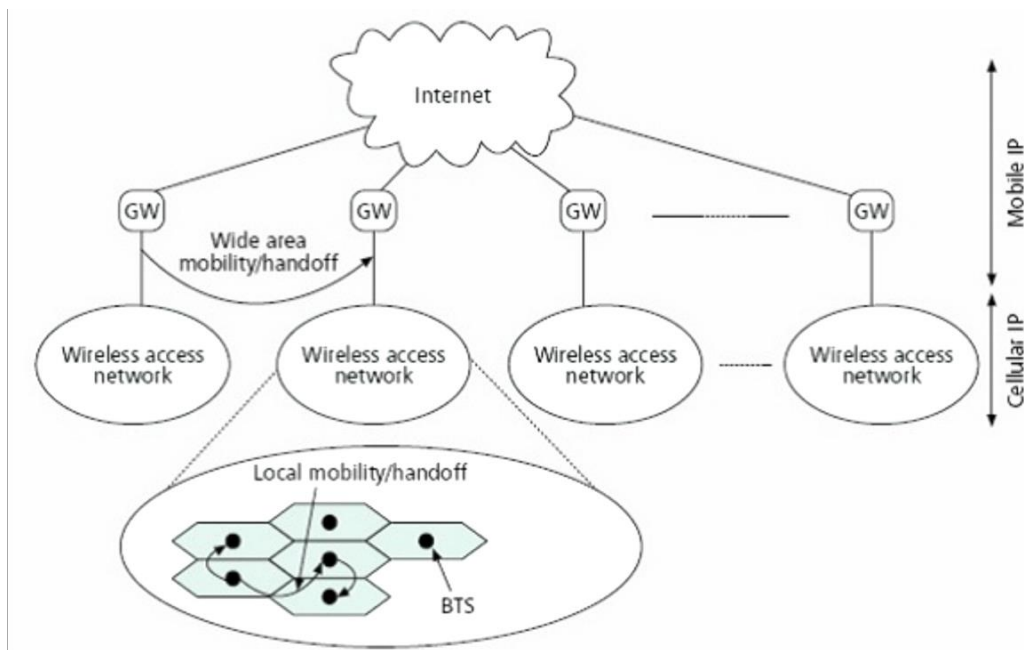 Internet
GW
GW
GW
GW
Mobile IP
Wide area
mobility/handoff
Wireless access
network
Wireless access
network
Wireless access
network
Wireless access
network
Cellular IP
Local mobility/handoff
BTS